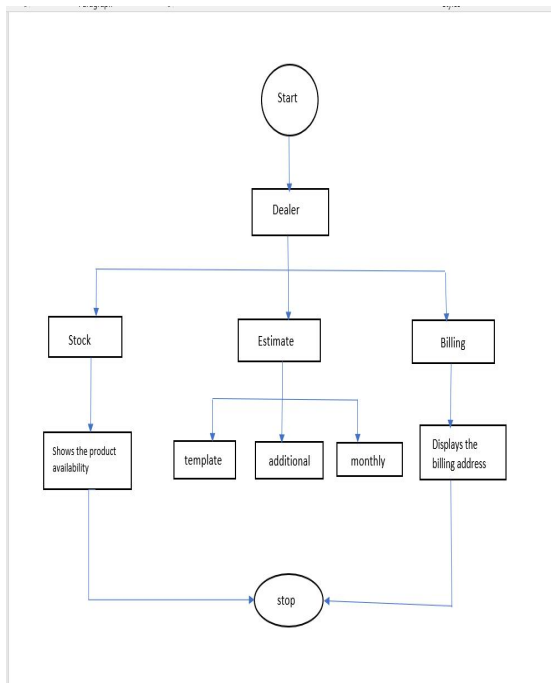 Start
Dealer
Stock
Estimate
Billing
Shows the product
availability
template
additional
monthly
Displays the
billing address
stop